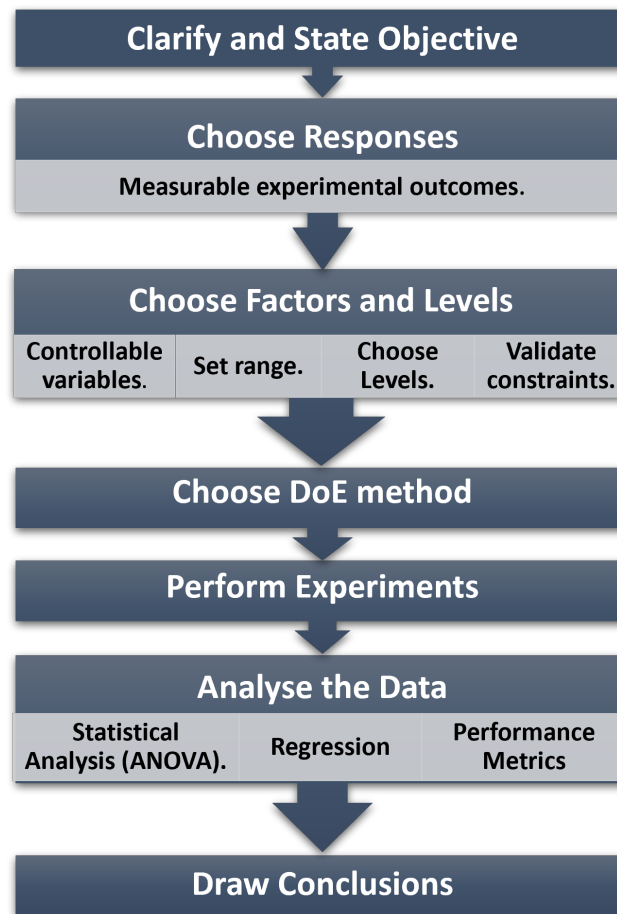 Clarify and State Objective
Choose Responses
Measurable experimental outcomes.
Choose Factors and Levels
Controllable
variables.
Set range.
Choose
Levels.
Validate
constraints.
Choose DoE method
Perform Experiments
Analyse the Data
Statistical
Analysis (ANOVA).
Regression
Performance
Metrics
Draw Conclusions